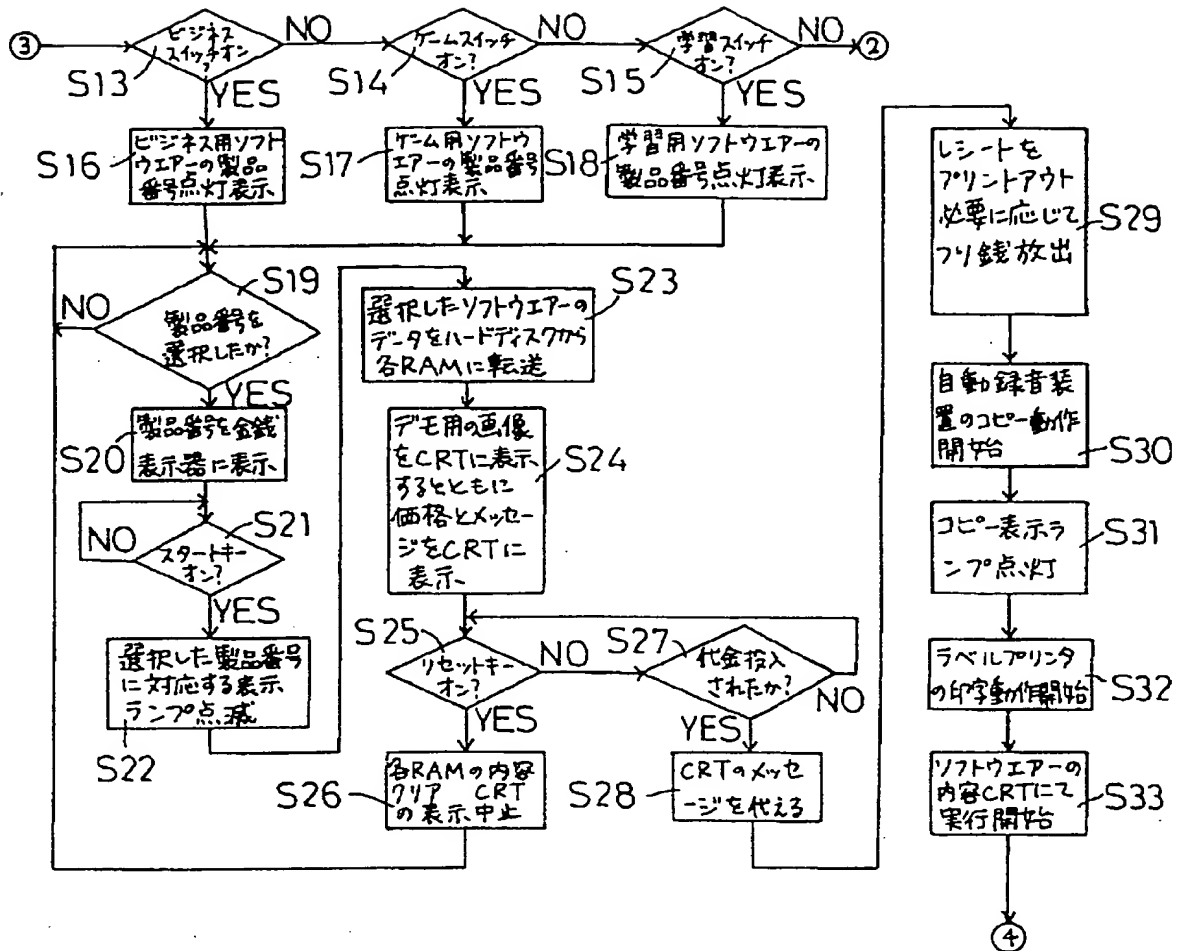 ③
ビジネス
スイッチオン
?
NO
S13
YES
ゲームスイッチ
オン?
NO
S14
YES
学習スイッチ
オン?
NO
②
S15
YES
S16
ビジネス用ソフト
ウエアーの製品
番号点灯表示
S17
ゲーム用ソフトウ
エアーの製品番号
点灯表示
S18
学習用ソフトウエアーの
製品番号点灯表示
S19
NO
製品番号を
選択したか?
YES
S20
製品番号を金銭
表示器に表示
S21
NO
スタートキー
オン?
YES
選択した製品番号
に対応する表示
ランプ点滅
S22
S23
選択したソフトウエアーの
データをハードディスクから
各RAMに転送
S24
デモ用の画像
をCRTに表示
するとともに
価格とメッセー
ジをCRTに
表示
S25
リセットキー
オン?
NO
YES
S26
各RAMの内容
クリア CRT
の表示中止
S27
代金投入
されたか?
NO
YES
S28
CRTのメッセ
ージを代える
レシートを
プリントアウト
必要に応じて
つり銭放出
S29
自動録音装
置のコピー動作
開始
S30
コピー表示ラ
ンプ点灯
S31
ラベルプリンタ
の印字動作開始
S32
ソフトウエアーの
内容CRTにて
実行開始
S33
④